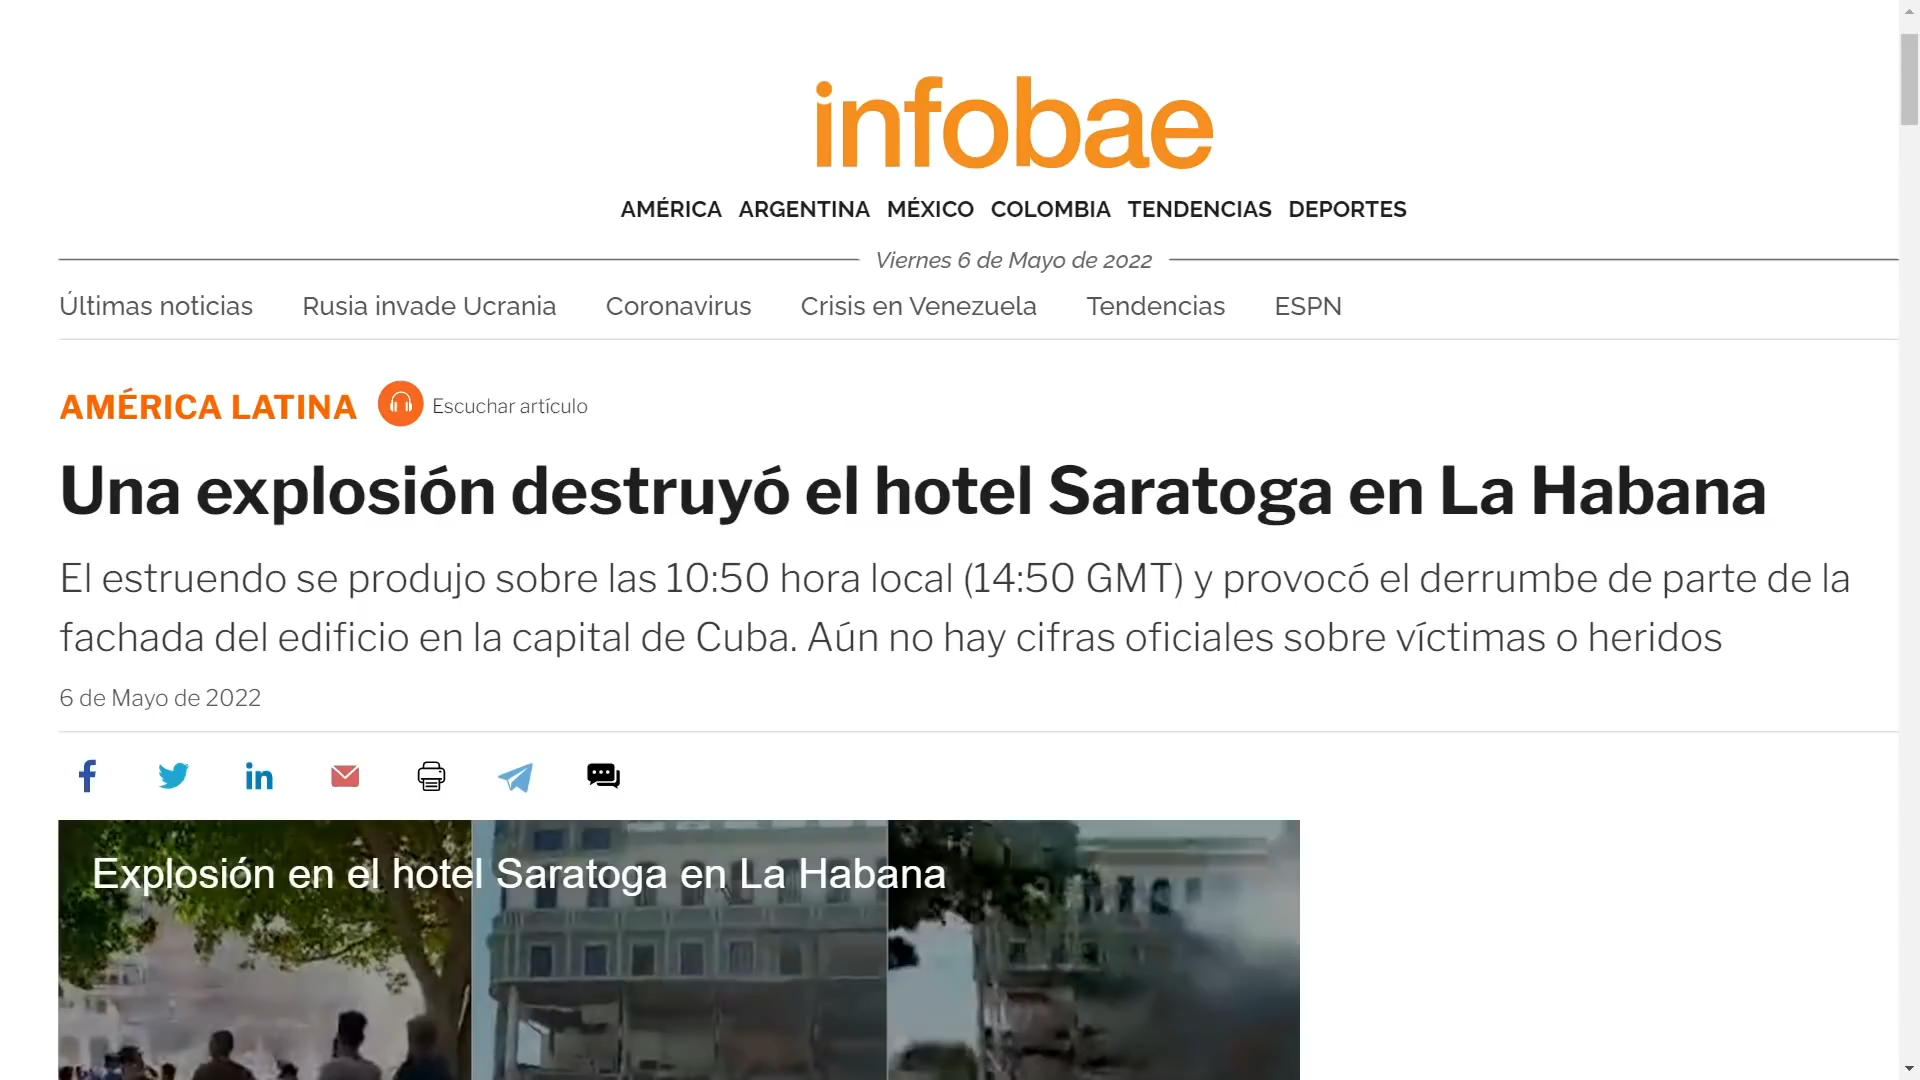 infobae
AMÉRICA ARGENTINA MÉXICO COLOMBIA TENDENCIAS DEPORTES
Viernes 6 de Mayo de 2022
Últimas noticias Rusia invade Ucrania Coronavirus Crisis en Venezuela Tendencias ESPN
AMÉRICA LATINA Escuchar artículo
Una explosión destruyó el hotel Saratoga en La Habana
El estruendo se produjo sobre las 10:50 hora local (14:50 GMT) y provocó el derrumbe de parte de la
fachada del edificio en la capital de Cuba. Aún no hay cifras oficiales sobre víctimas o heridos
6 de Mayo de 2022
Explosión en el hotel Saratoga en La Habana